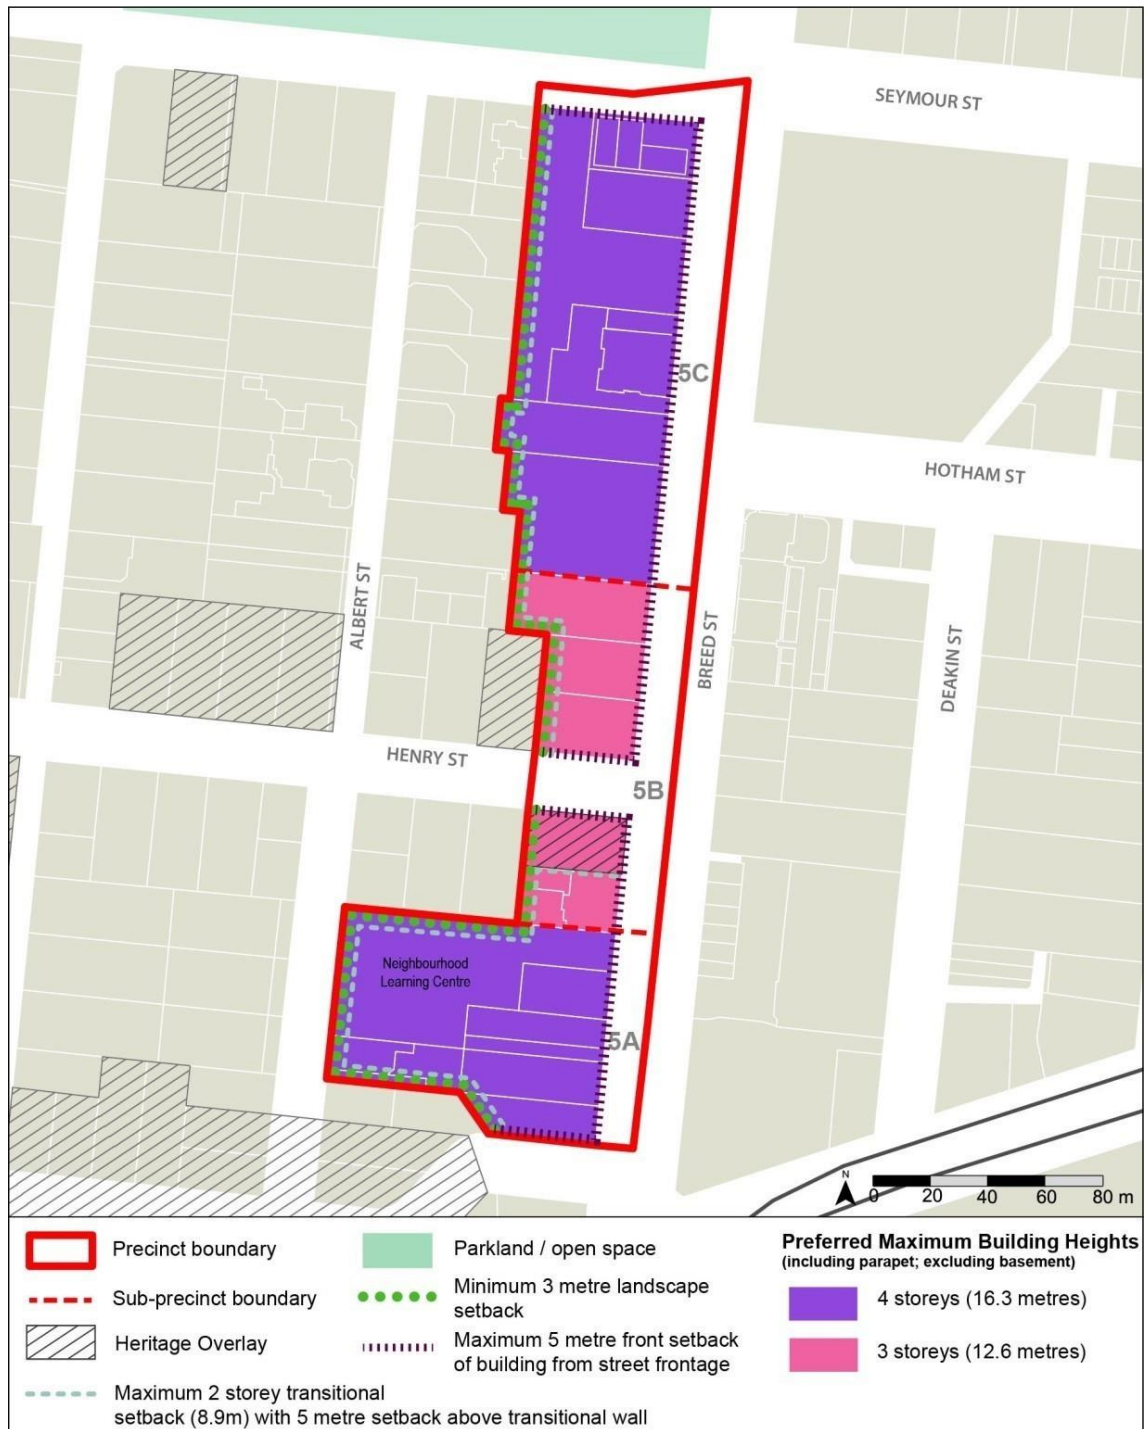 SEYMOUR ST
5C
HOTHAM ST
ALBERT ST
BREED ST
DEAKIN ST
HENRY ST
5B
Neighbourhood
Learning Centre
5A
N
0 20 40 60 80 m
Precinct boundary
Sub-precinct boundary
Heritage Overlay
Maximum 2 storey transitional
setback (8.9m) with 5 metre setback above transitional wall
Parkland / open space
Minimum 3 metre landscape
setback
Maximum 5 metre front setback
of building from street frontage
Preferred Maximum Building Heights
(including parapet; excluding basement)
4 storeys (16.3 metres)
3 storeys (12.6 metres)